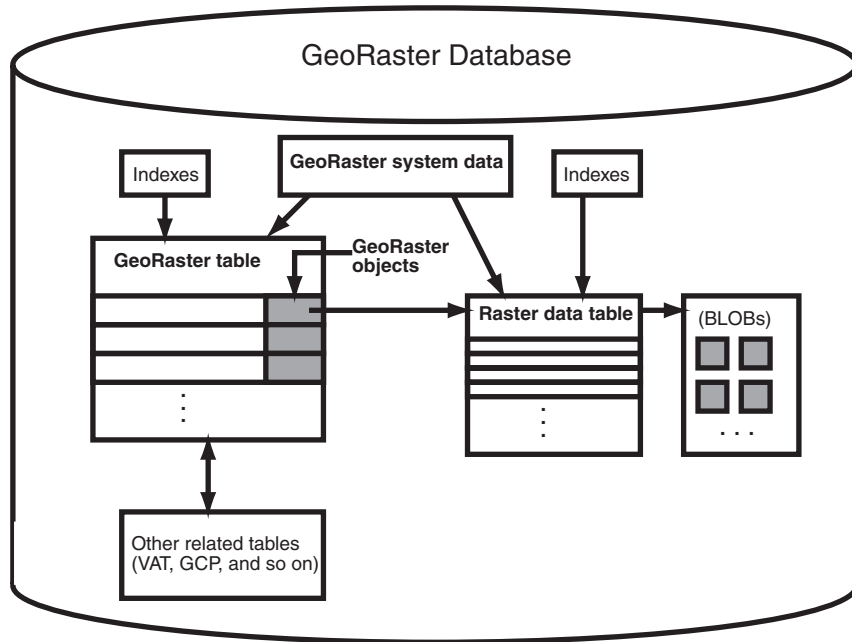 GeoRaster Database
Indexes
GeoRaster system data
Indexes
GeoRaster table
GeoRaster
objects
Raster data table
(BLOBs)
. . .
Other related tables
(VAT, GCP, and so on)